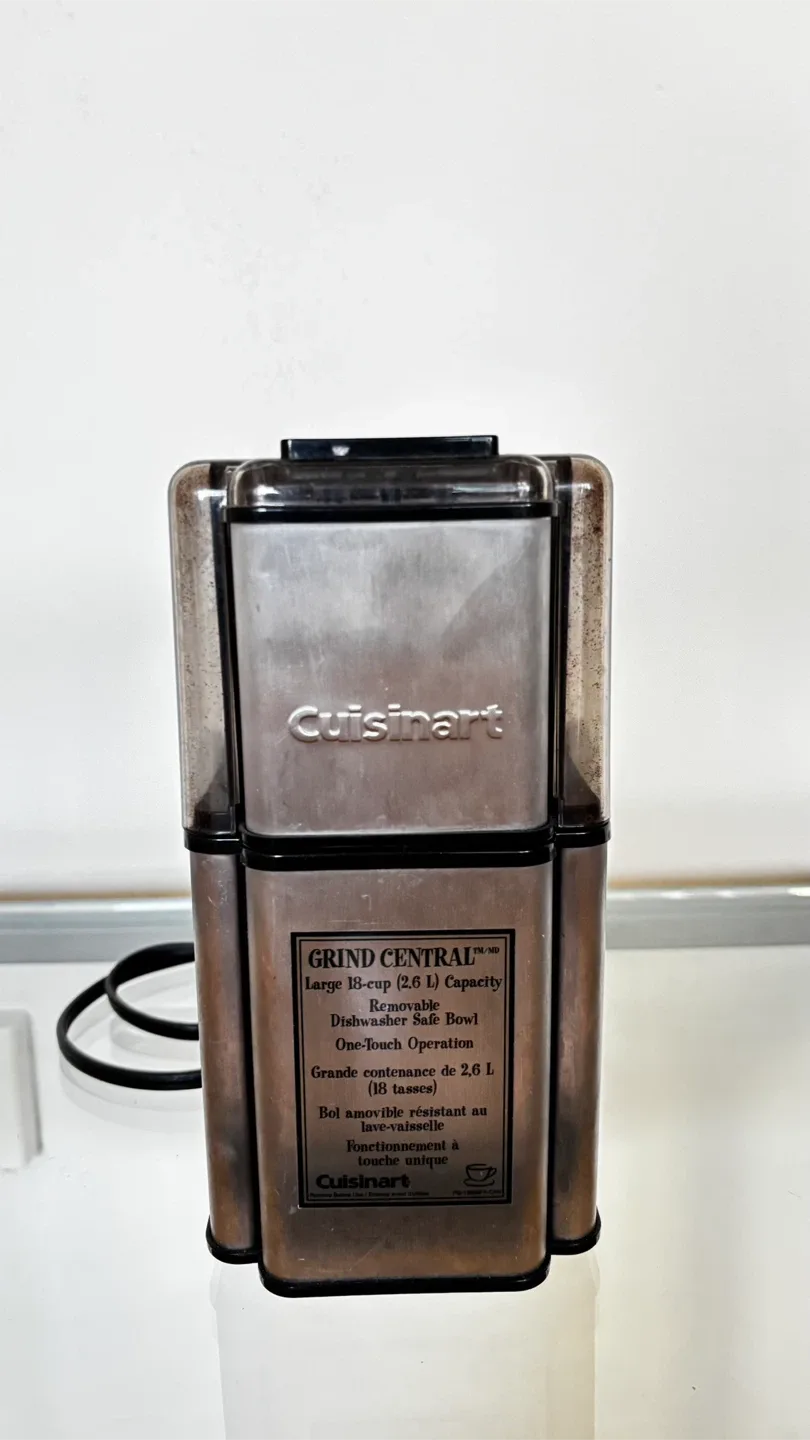 Cuisinart
GRIND CENTRAL™/MD
Large 18-cup (2.6 L) Capacity
Removable
Dishwasher Safe Bowl
One-Touch Operation
Grande contenance de 2,6 L
(18 tasses)
Bol amovible résistant au
lave-vaisselle
Fonctionnement à
touche unique
Cuisinart